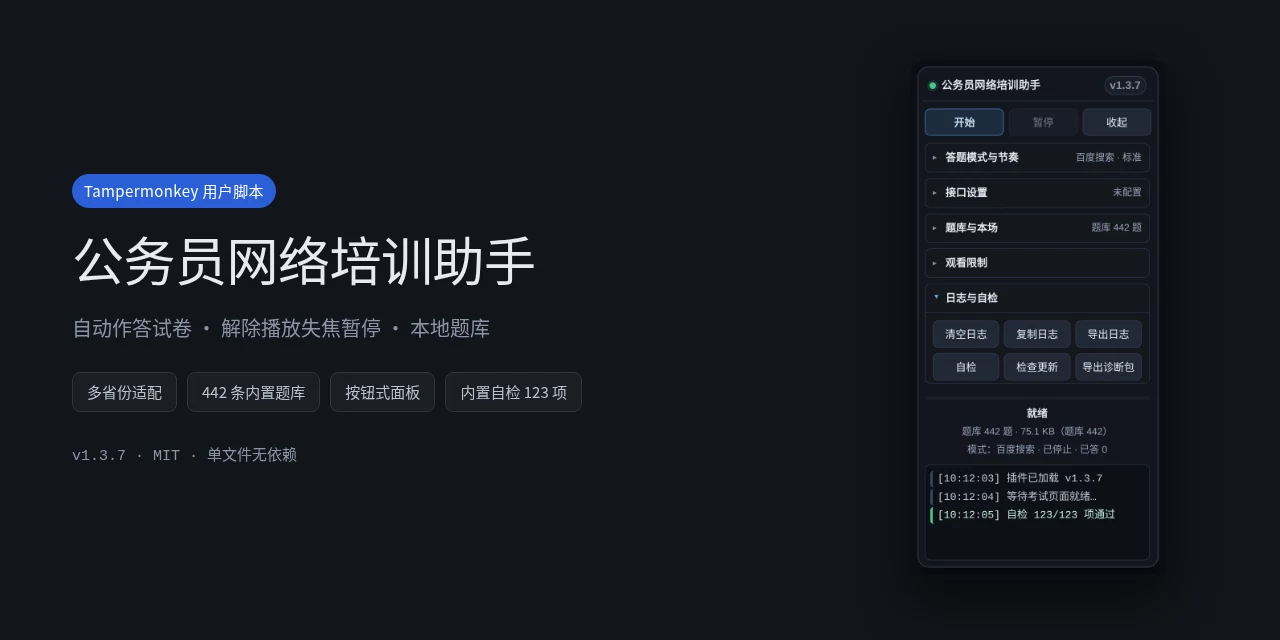 Tampermonkey 用户脚本
公务员网络培训助手
自动作答试卷 • 解除播放失焦暂停 • 本地题库
多省份适配
442 条内置题库
按钮式面板
内置自检 123 项
v1.3.7 · MIT · 单文件无依赖
公务员网络培训助手 v1.3.7
开始 暂停 收起
▸ 答题模式与节奏 百度搜索 · 标准
▸ 接口设置 未配置
▸ 题库与本场 题库 442 题
▸ 观看限制
▾ 日志与自检
清空日志 复制日志 导出日志
自检 检查更新 导出诊断包
就绪
题库 442 题 · 75.1 KB（题库 442）
模式：百度搜索 · 已停止 · 已答 0
[10:12:03] 插件已加载 v1.3.7
[10:12:04] 等待考试页面就绪…
[10:12:05] 自检 123/123 项通过